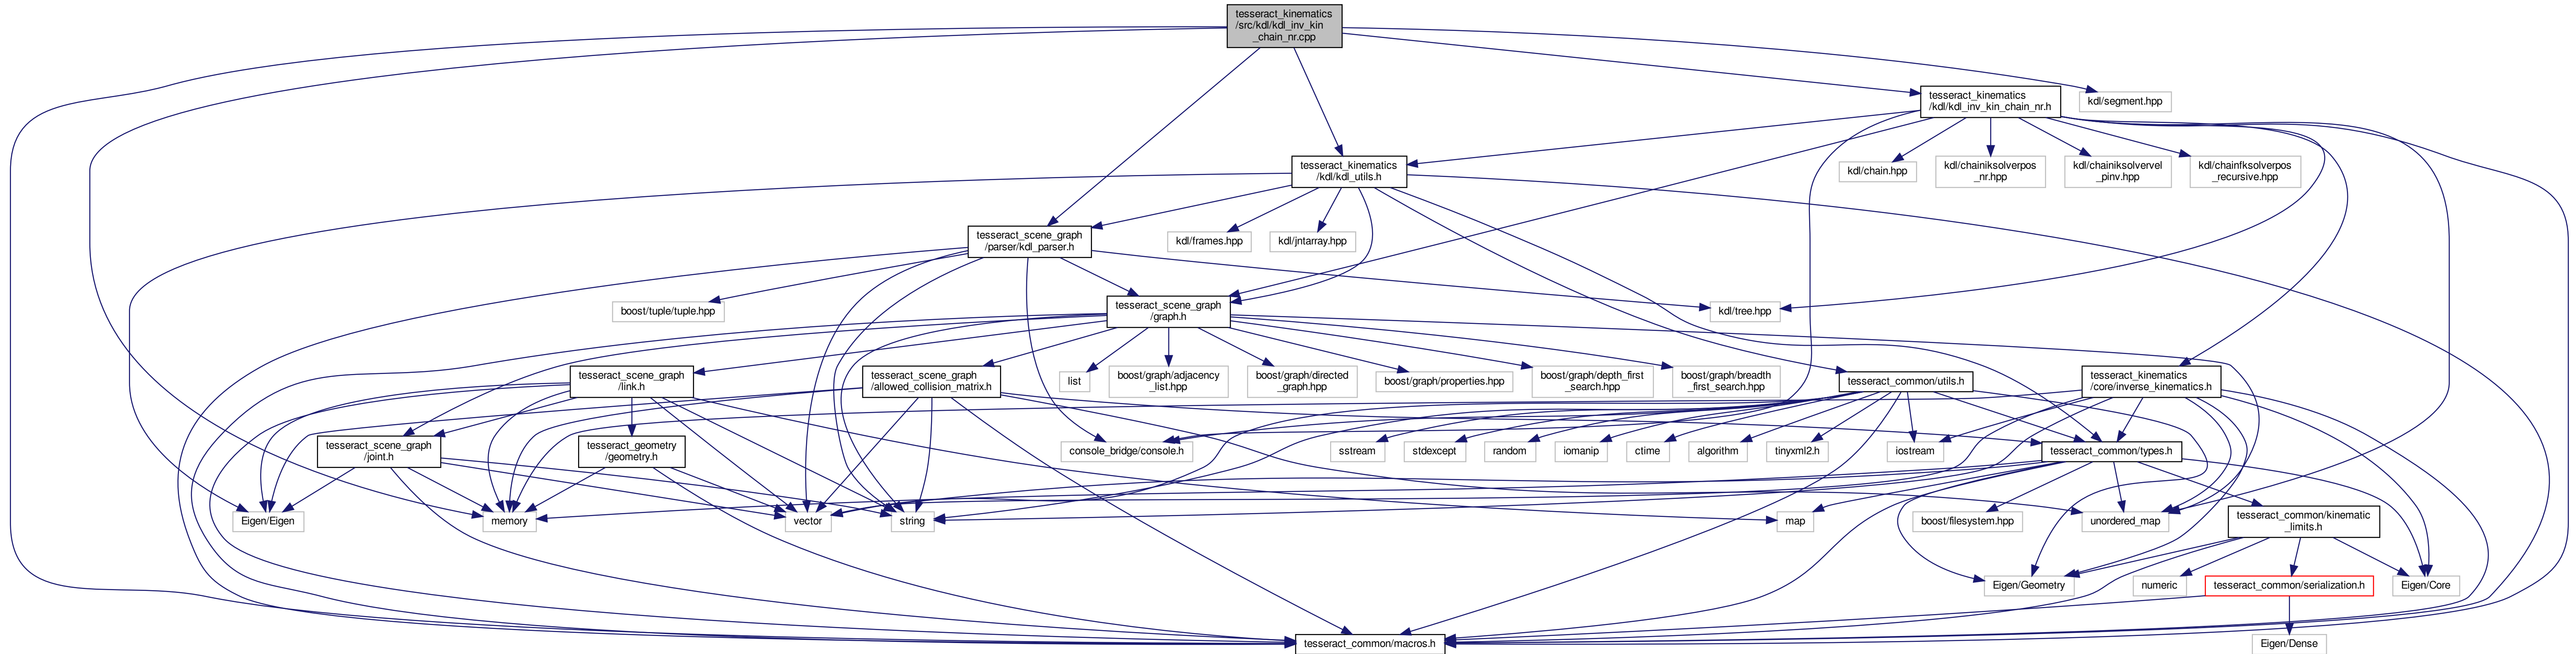 tesseract_kinematics
/src/kdl/kdl_inv_kin
_chain_nr.cpp
tesseract_kinematics
/kdl/kdl_inv_kin_chain_nr.h
kdl/segment.hpp
tesseract_kinematics
/kdl/kdl_utils.h
kdl/chain.hpp
kdl/chainiksolverpos
_nr.hpp
kdl/chainiksolvervel
_pinv.hpp
kdl/chainfksolverpos
_recursive.hpp
tesseract_scene_graph
/parser/kdl_parser.h
kdl/frames.hpp
kdl/jntarray.hpp
boost/tuple/tuple.hpp
tesseract_scene_graph
/graph.h
kdl/tree.hpp
tesseract_scene_graph
/link.h
tesseract_scene_graph
/allowed_collision_matrix.h
list
boost/graph/adjacency
_list.hpp
boost/graph/directed
_graph.hpp
boost/graph/properties.hpp
boost/graph/depth_first
_search.hpp
boost/graph/breadth
_first_search.hpp
tesseract_common/utils.h
tesseract_kinematics
/core/inverse_kinematics.h
tesseract_scene_graph
/joint.h
tesseract_geometry
/geometry.h
console_bridge/console.h
sstream
stdexcept
random
iomanip
ctime
algorithm
tinyxml2.h
iostream
tesseract_common/types.h
Eigen/Eigen
memory
vector
string
map
boost/filesystem.hpp
unordered_map
tesseract_common/kinematic
_limits.h
Eigen/Geometry
numeric
tesseract_common/serialization.h
Eigen/Core
tesseract_common/macros.h
Eigen/Dense